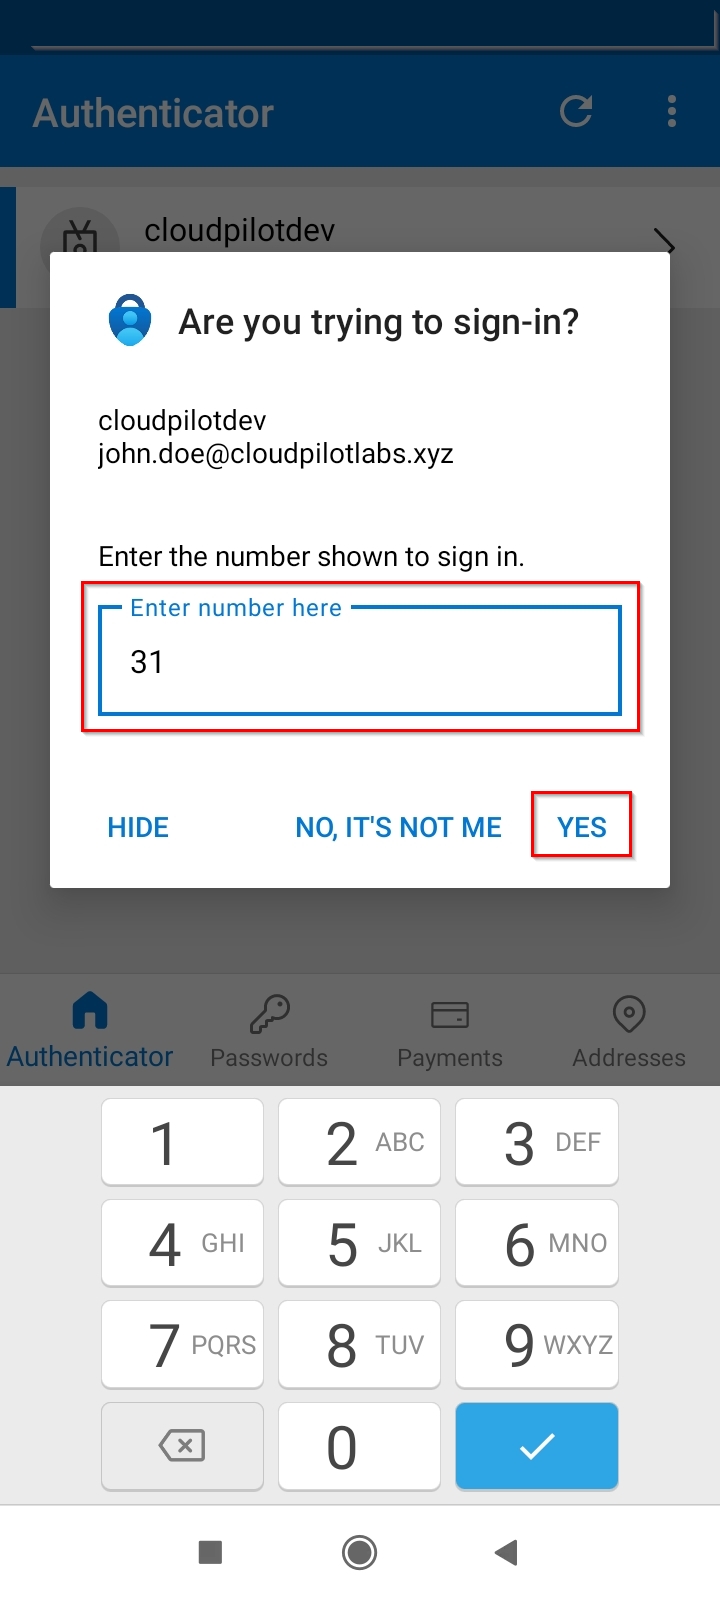 Authenticator
cloudpilotdev
Are you trying to sign-in?
cloudpilotdev
john.doe@cloudpilotlabs.xyz
Enter the number shown to sign in.
Enter number here
31
HIDE
NO, IT'S NOT ME
YES
Authenticator
Passwords
Payments
Addresses
1
2 ABC
3 DEF
4 GHI
5 JKL
6 MNO
7 PQRS
8 TUV
9 WXYZ
0